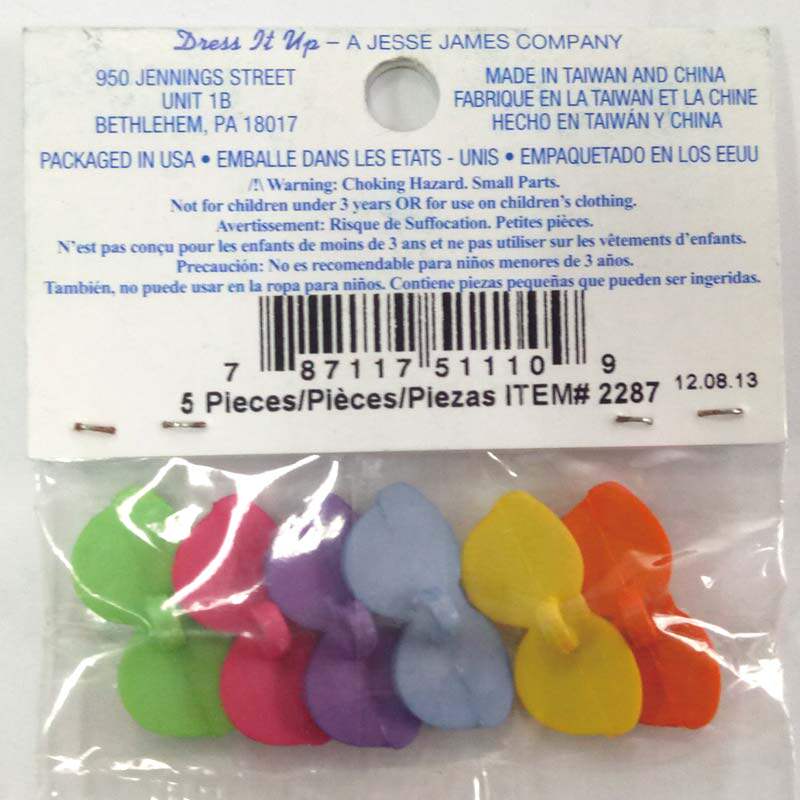 Dress It Up – A JESSE JAMES COMPANY
950 JENNINGS STREET
UNIT 1B
BETHLEHEM, PA 18017
MADE IN TAIWAN AND CHINA
FABRIQUE EN LA TAIWAN ET LA CHINE
HECHO EN TAIWÁN Y CHINA
PACKAGED IN USA • EMBALLE DANS LES ETATS - UNIS • EMPAQUETADO EN LOS EEUU
/!\ Warning: Choking Hazard. Small Parts.
Not for children under 3 years OR for use on children's clothing.
Avertissement: Risque de Suffocation. Petites pièces.
N'est pas conçu pour les enfants de moins de 3 ans et ne pas utiliser sur les vêtements d'enfants.
Precaución: No es recomendable para niños menores de 3 años.
También, no puede usar en la ropa para niños. Contiene piezas pequeñas que pueden ser ingeridas.
7 87117 51110 9
5 Pieces/Pièces/Piezas ITEM# 2287 12.08.13